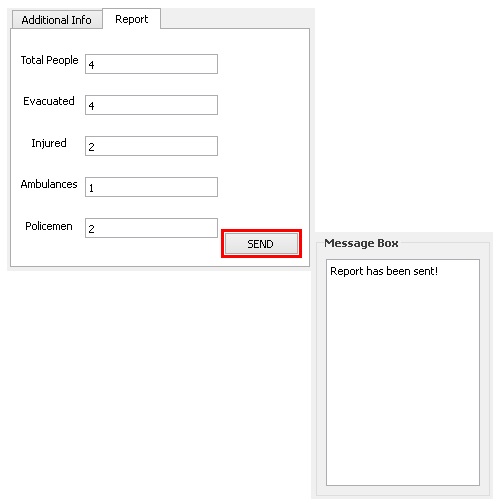 Additional Info Report
Total People 4
Evacuated 4
Injured 2
Ambulances 1
Policemen 2
SEND
Message Box
Report has been sent!